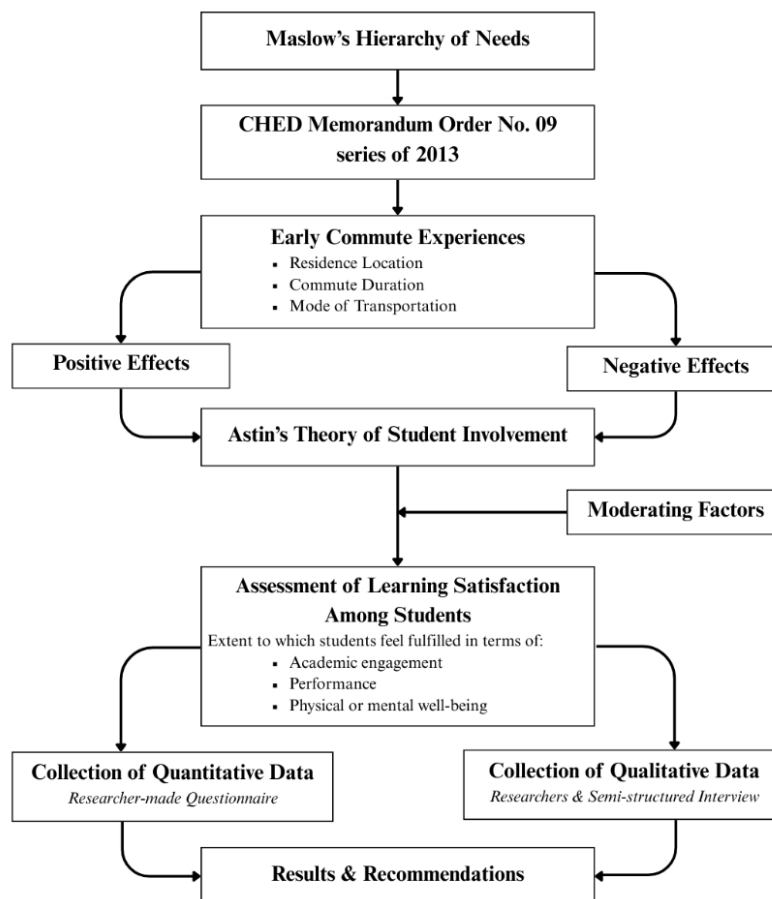 Maslow's Hierarchy of Needs
CHED Memorandum Order No. 09
series of 2013
Early Commute Experiences
▪ Residence Location
▪ Commute Duration
▪ Mode of Transportation
Positive Effects
Negative Effects
Astin's Theory of Student Involvement
Moderating Factors
Assessment of Learning Satisfaction
Among Students
Extent to which students feel fulfilled in terms of:
▪ Academic engagement
▪ Performance
▪ Physical or mental well-being
Collection of Quantitative Data
Researcher-made Questionnaire
Collection of Qualitative Data
Researchers & Semi-structured Interview
Results & Recommendations